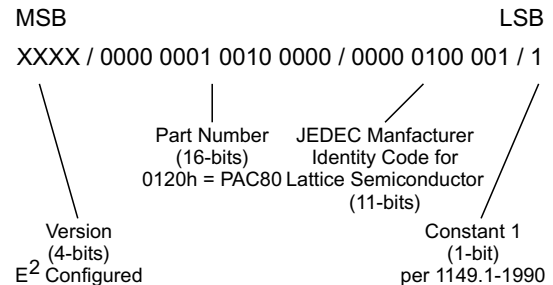 MSB LSB
XXXX / 0000 0001 0010 0000 / 0000 0100 001 / 1
Part Number
(16-bits)
0120h = PAC80
JEDEC Manfacturer
Identity Code for
Lattice Semiconductor
(11-bits)
Version
(4-bits)
E² Configured
Constant 1
(1-bit)
per 1149.1-1990